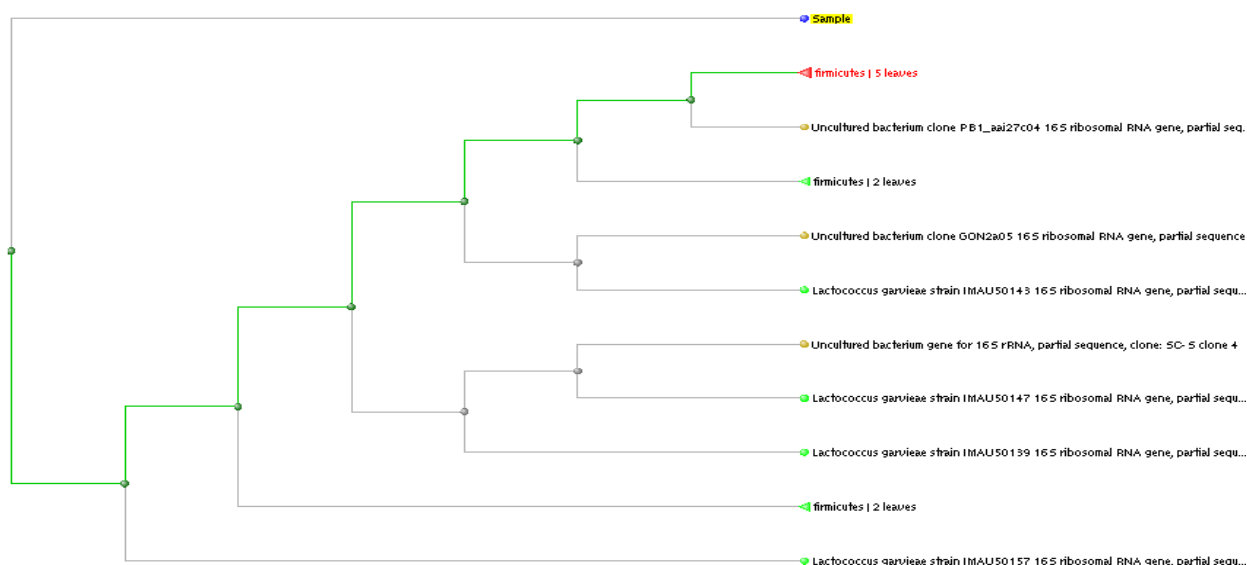 Sample
firmicutes | 5 leaves
Uncultured bacterium clone PB1_aai27c04 16S ribosomal RNA gene, partial seq.
firmicutes | 2 leaves
Uncultured bacterium clone GON2a05 16S ribosomal RNA gene, partial sequence
Lactococcus garvieae strain IMAU50143 16S ribosomal RNA gene, partial sequ...
Uncultured bacterium gene for 16S rRNA, partial sequence, clone: SC-S clone 4
Lactococcus garvieae strain IMAU50147 16S ribosomal RNA gene, partial sequ...
Lactococcus garvieae strain IMAU50139 16S ribosomal RNA gene, partial sequ...
firmicutes | 2 leaves
Lactococcus garvieae strain IMAU50157 16S ribosomal RNA gene, partial sequ...